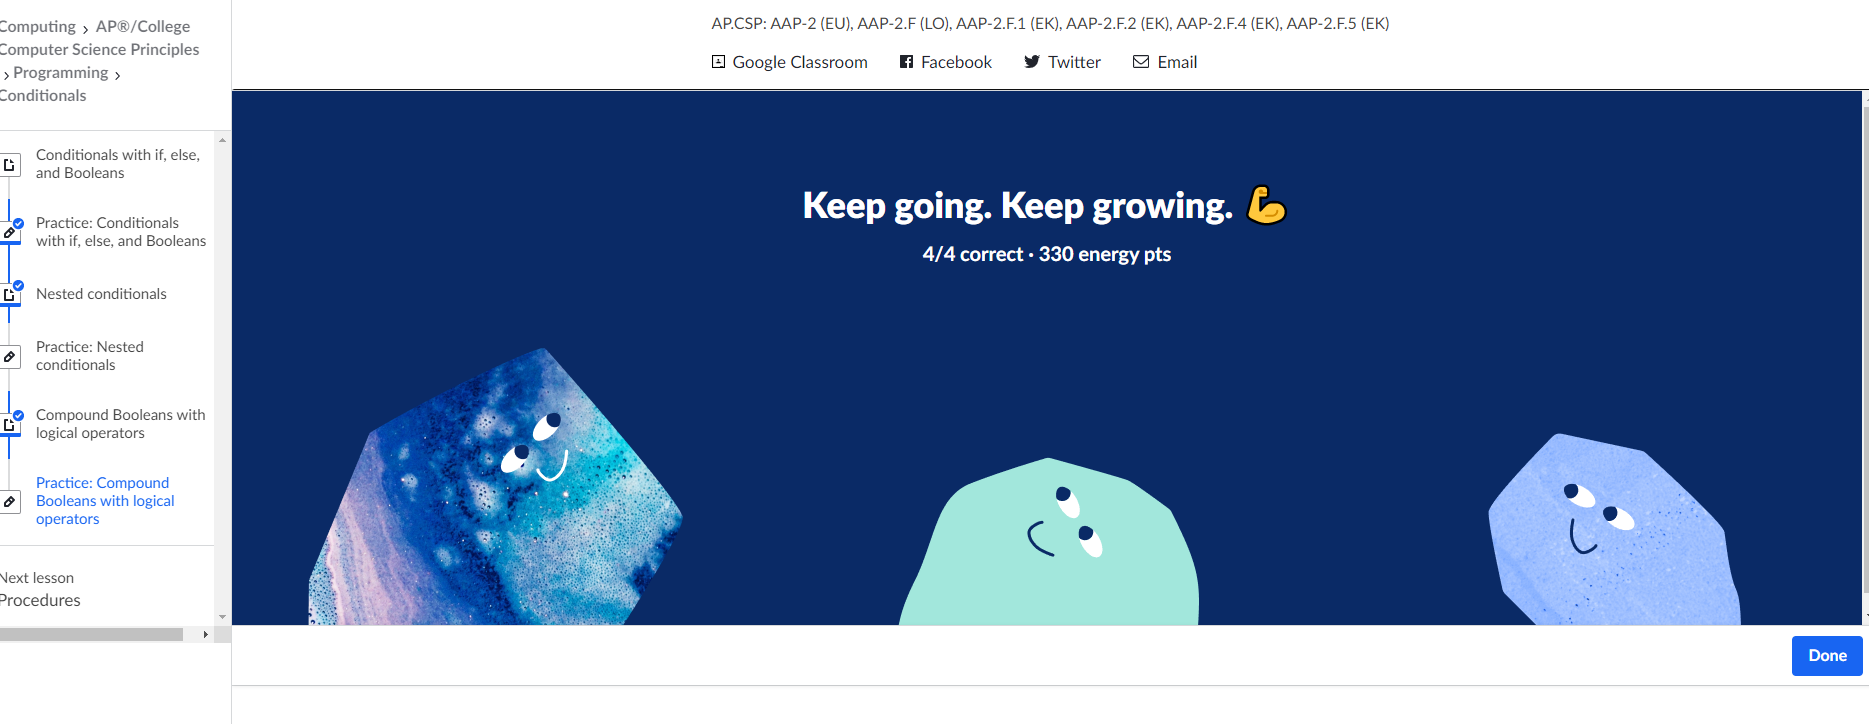 Computing > AP®/College
Computer Science Principles
> Programming >
Conditionals
Conditionals with if, else,
and Booleans
Practice: Conditionals
with if, else, and Booleans
Nested conditionals
Practice: Nested
conditionals
Compound Booleans with
logical operators
Practice: Compound
Booleans with logical
operators
Next lesson
Procedures
AP.CSP: AAP-2 (EU), AAP-2.F (LO), AAP-2.F.1 (EK), AAP-2.F.2 (EK), AAP-2.F.4 (EK), AAP-2.F.5 (EK)
Google Classroom Facebook Twitter Email
Keep going. Keep growing. 💪
4/4 correct · 330 energy pts
Done